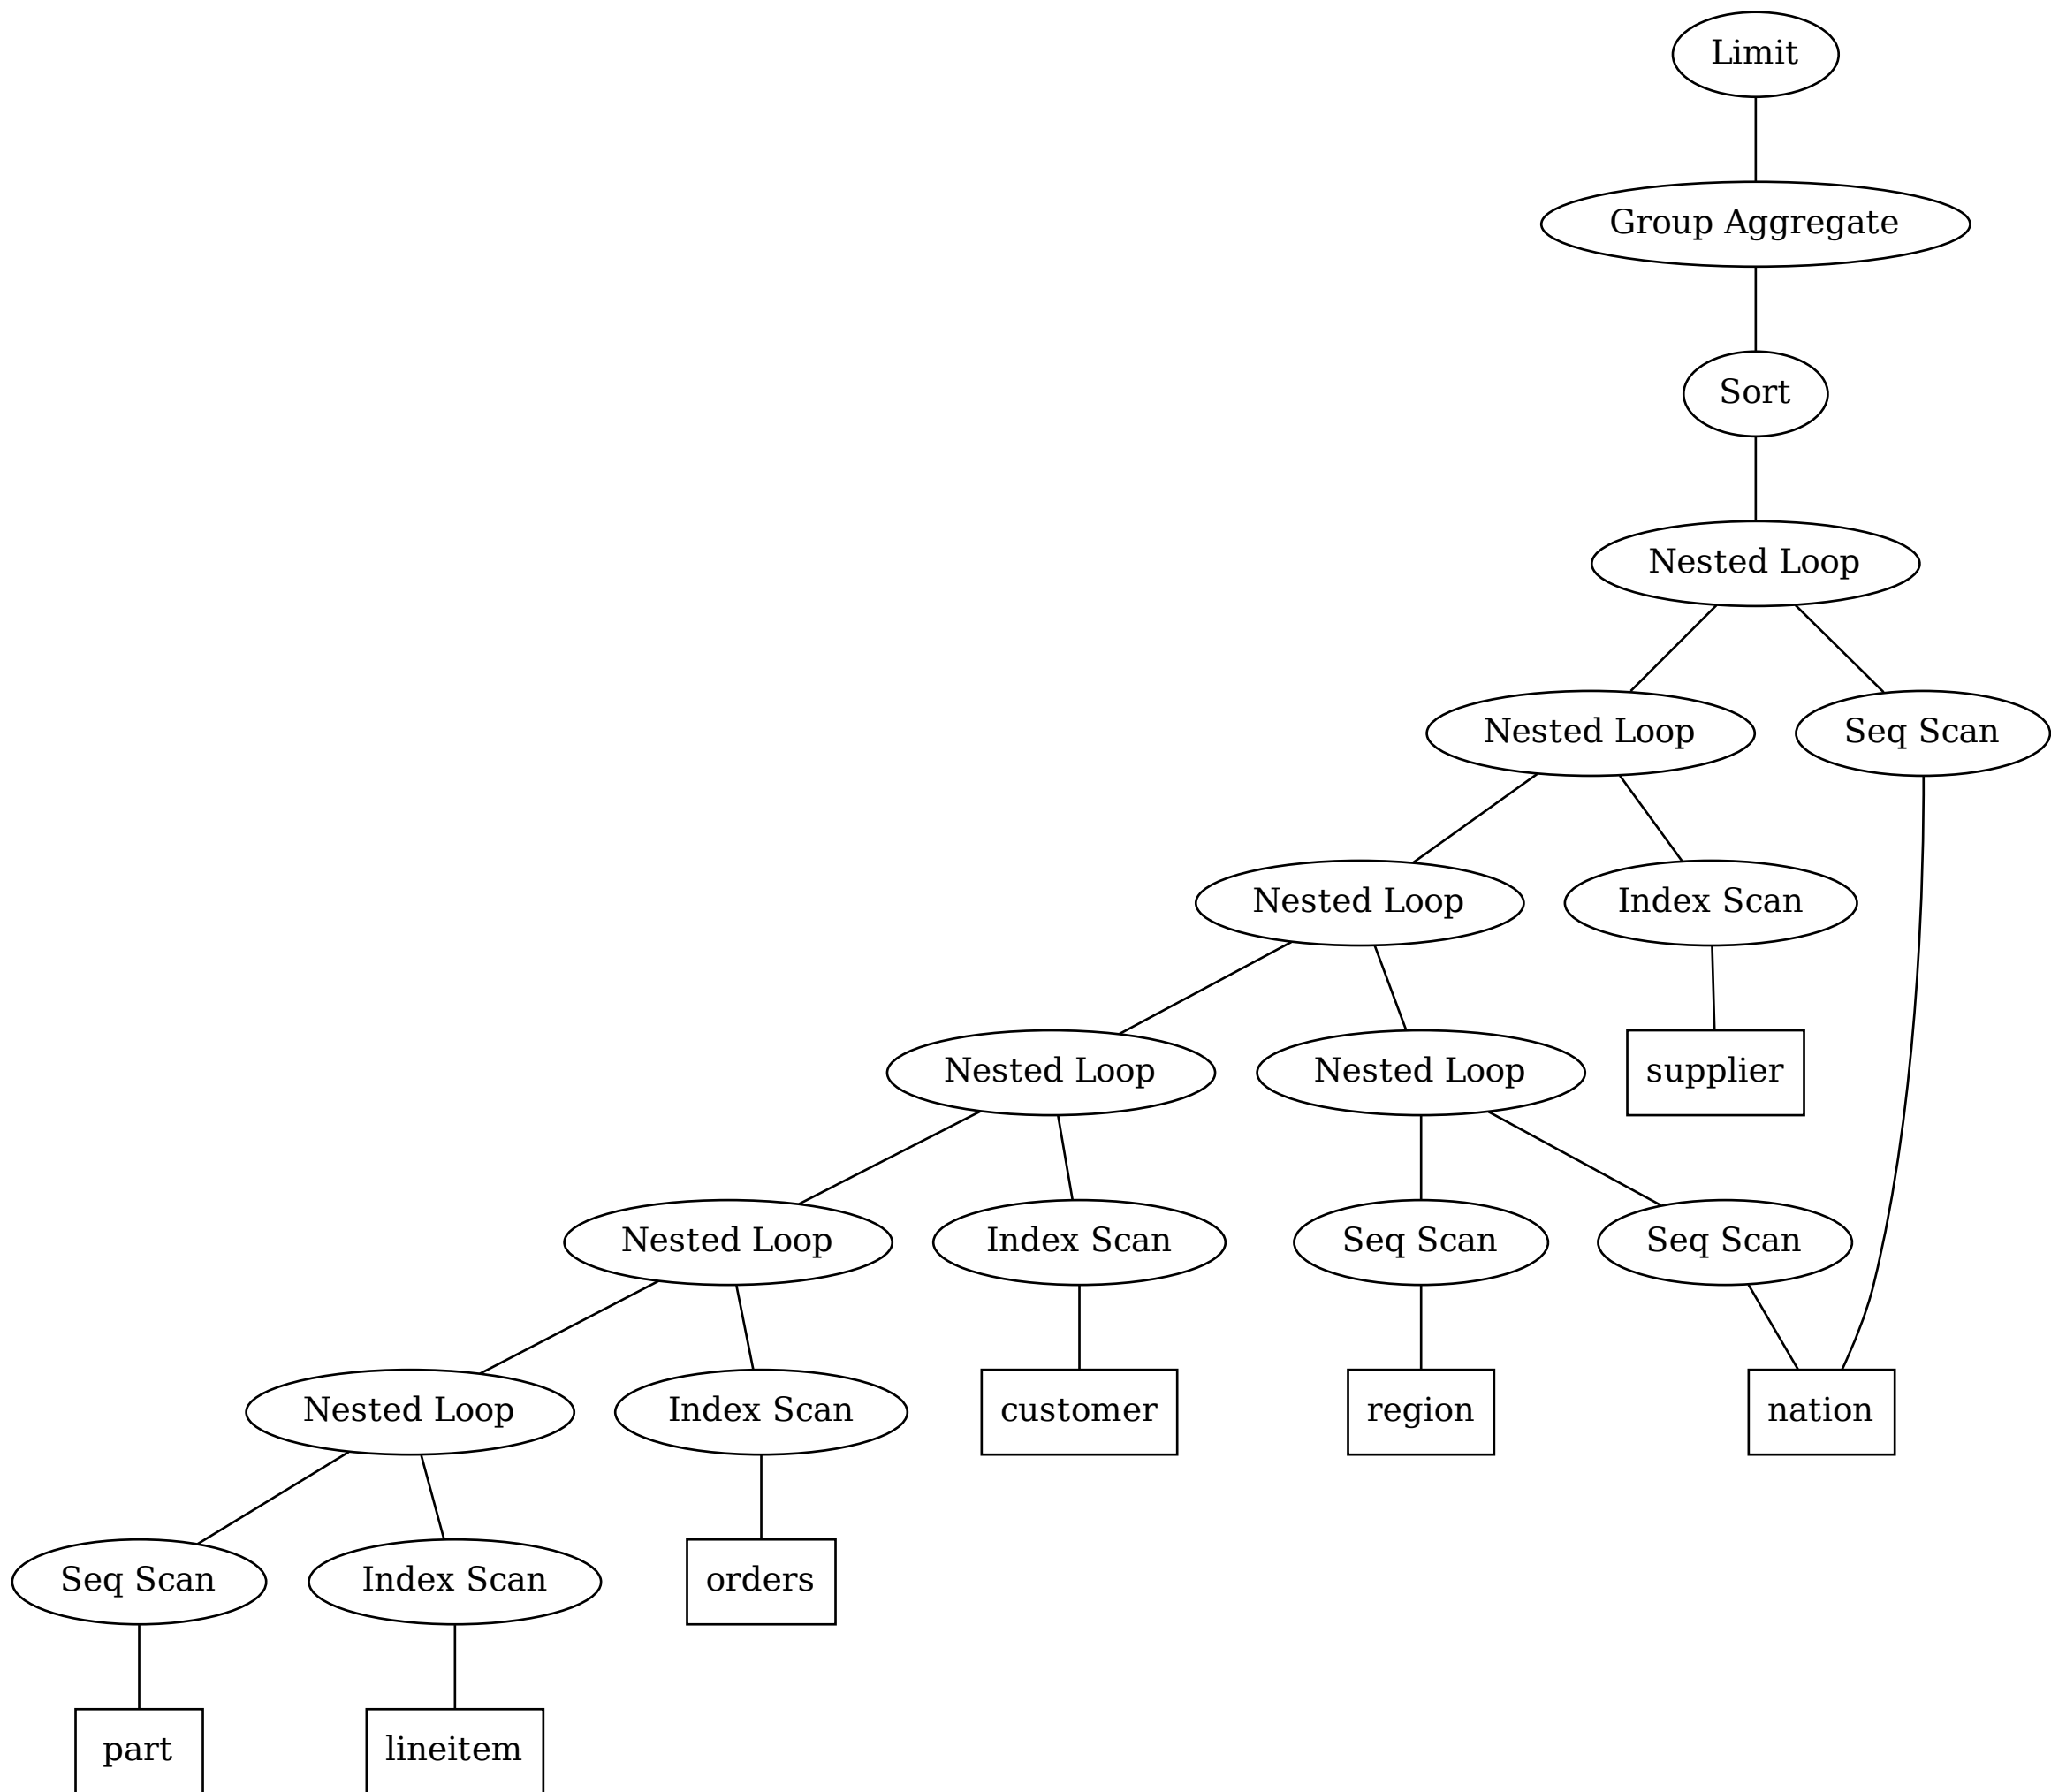 Limit
Group Aggregate
Sort
Nested Loop
Nested Loop
Seq Scan
Nested Loop
Index Scan
Nested Loop
Nested Loop
supplier
Nested Loop
Index Scan
Seq Scan
Seq Scan
Nested Loop
Index Scan
customer
region
nation
Seq Scan
Index Scan
orders
part
lineitem